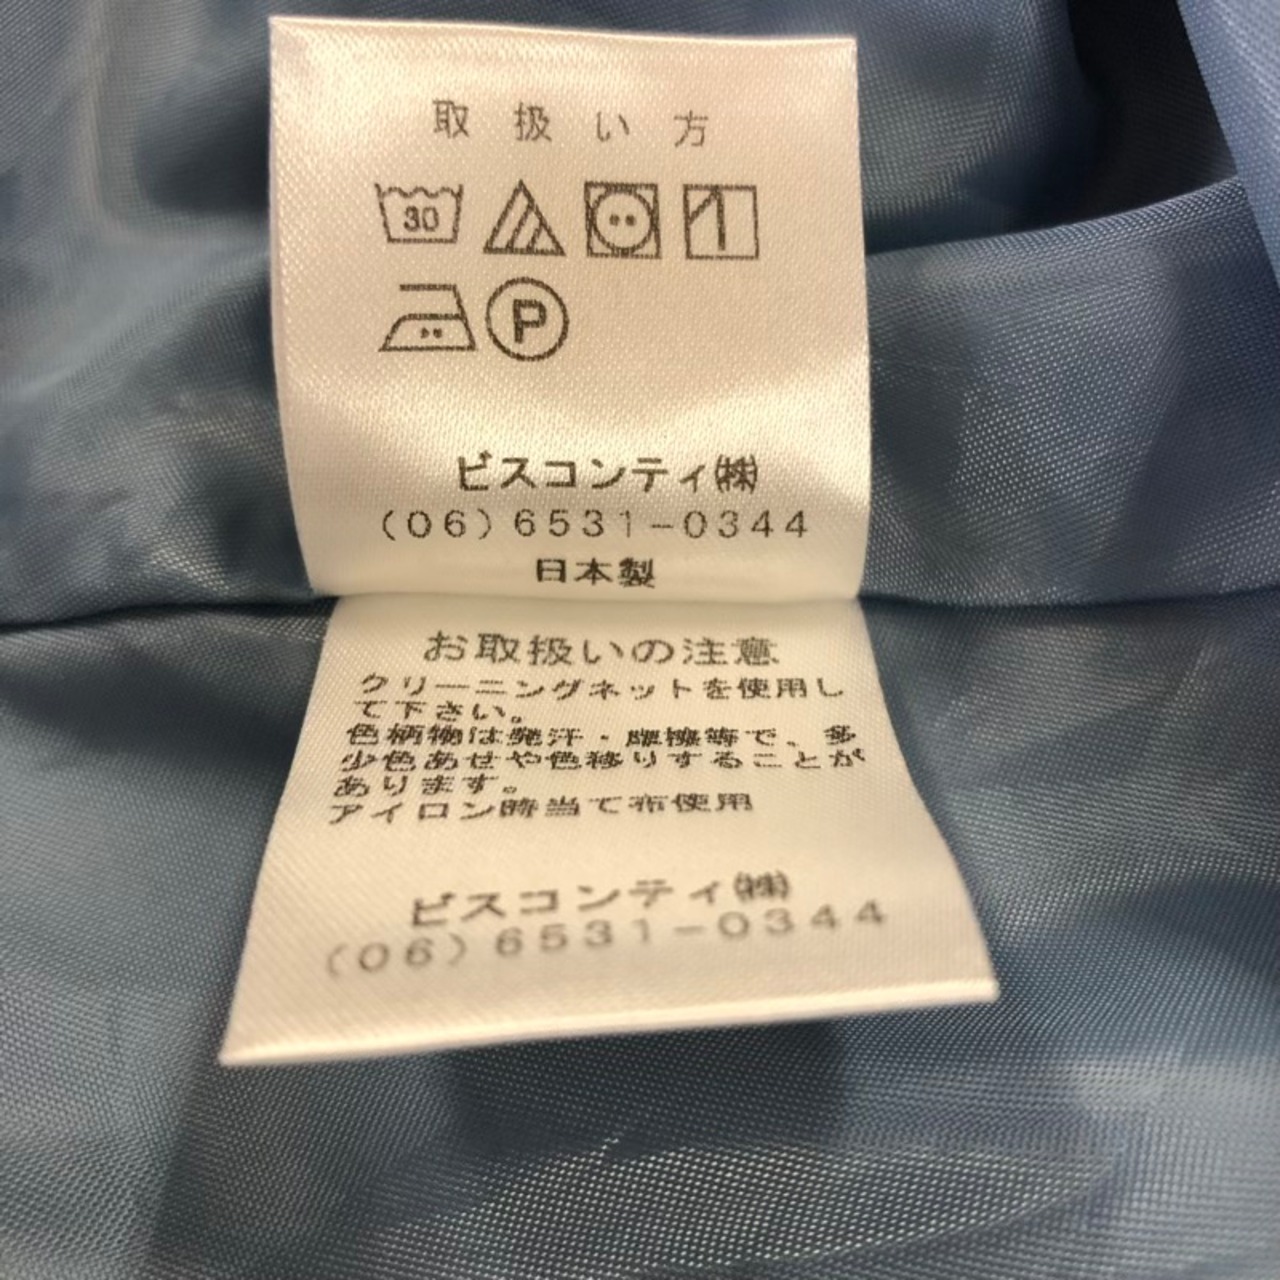 取扱い方
30
P
ビスコンティ㈱
(06)6531-0344
日本製
お取扱いの注意
クリーニングネットを使用し
て下さい。
色柄物は発汗・摩擦等で、多
少色あせや色移りすることが
あります。
アイロン時当て布使用
ビスコンティ㈱
(06)6531-0344